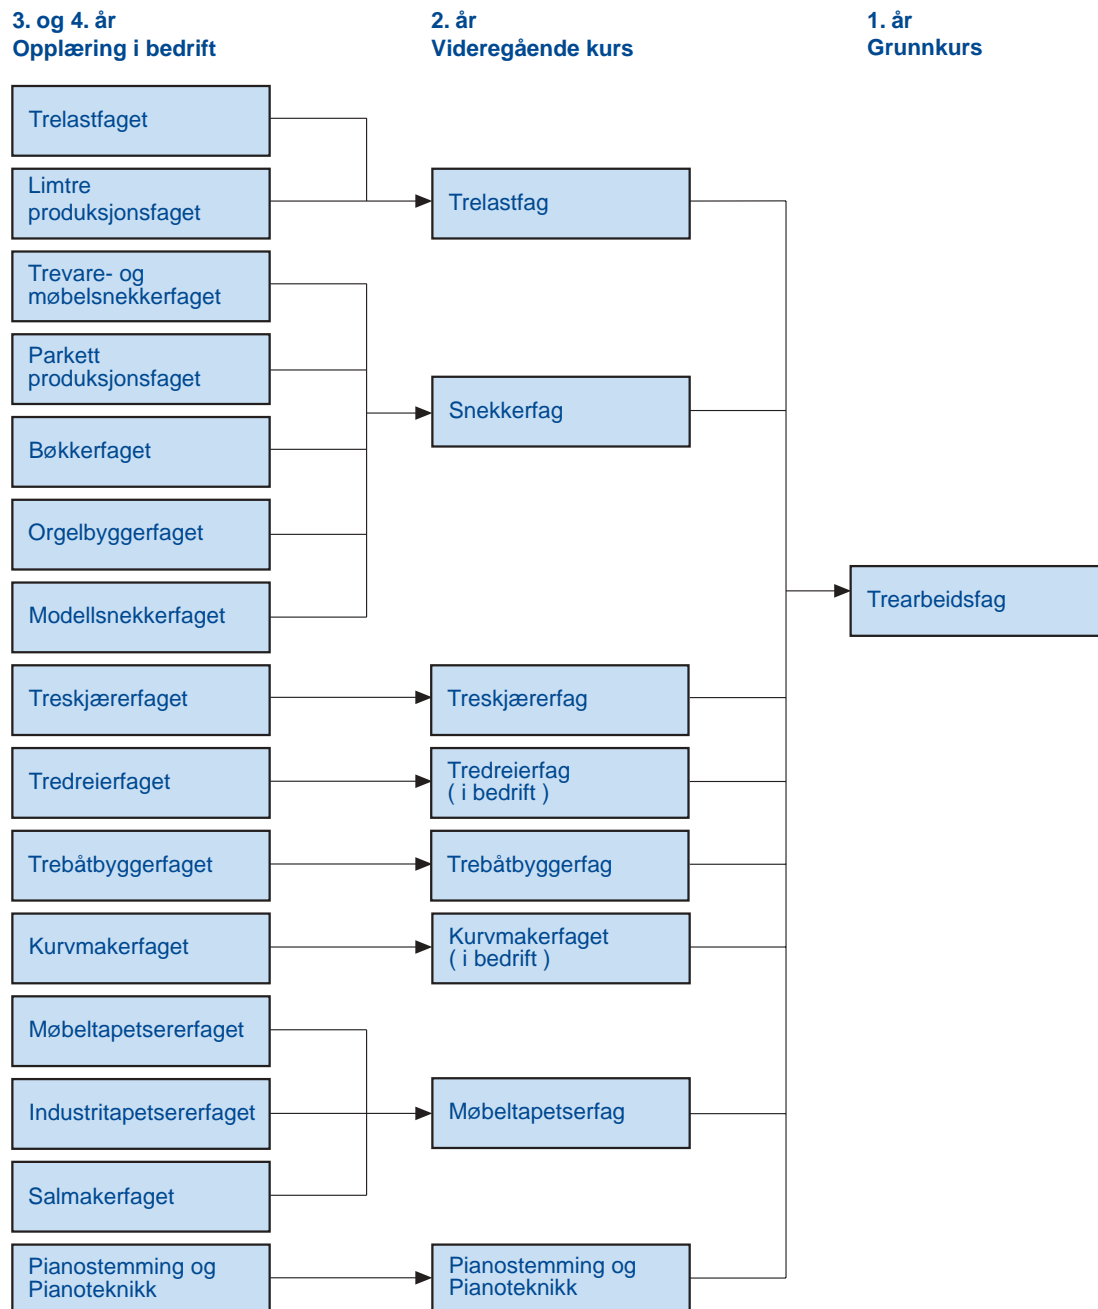 3. og 4. år
Opplæring i bedrift
2. år
Videregående kurs
1. år
Grunnkurs
Trelastfaget
Limtre
produksjonsfaget
Trevare- og
møbelsnekkerfaget
Parkett
produksjonsfaget
Bøkkerfaget
Orgelbyggerfaget
Modellsnekkerfaget
Treskjærerfaget
Tredreierfaget
Trebåtbyggerfaget
Kurvmakerfaget
Møbeltapetsererfaget
Industritapetsererfaget
Salmakerfaget
Pianostemming og
Pianoteknikk
Trelastfag
Snekkerfag
Treskjærerfag
Tredreierfag
( i bedrift )
Trebåtbyggerfag
Kurvmakerfaget
( i bedrift )
Møbeltapetserfag
Pianostemming og
Pianoteknikk
Trearbeidsfag